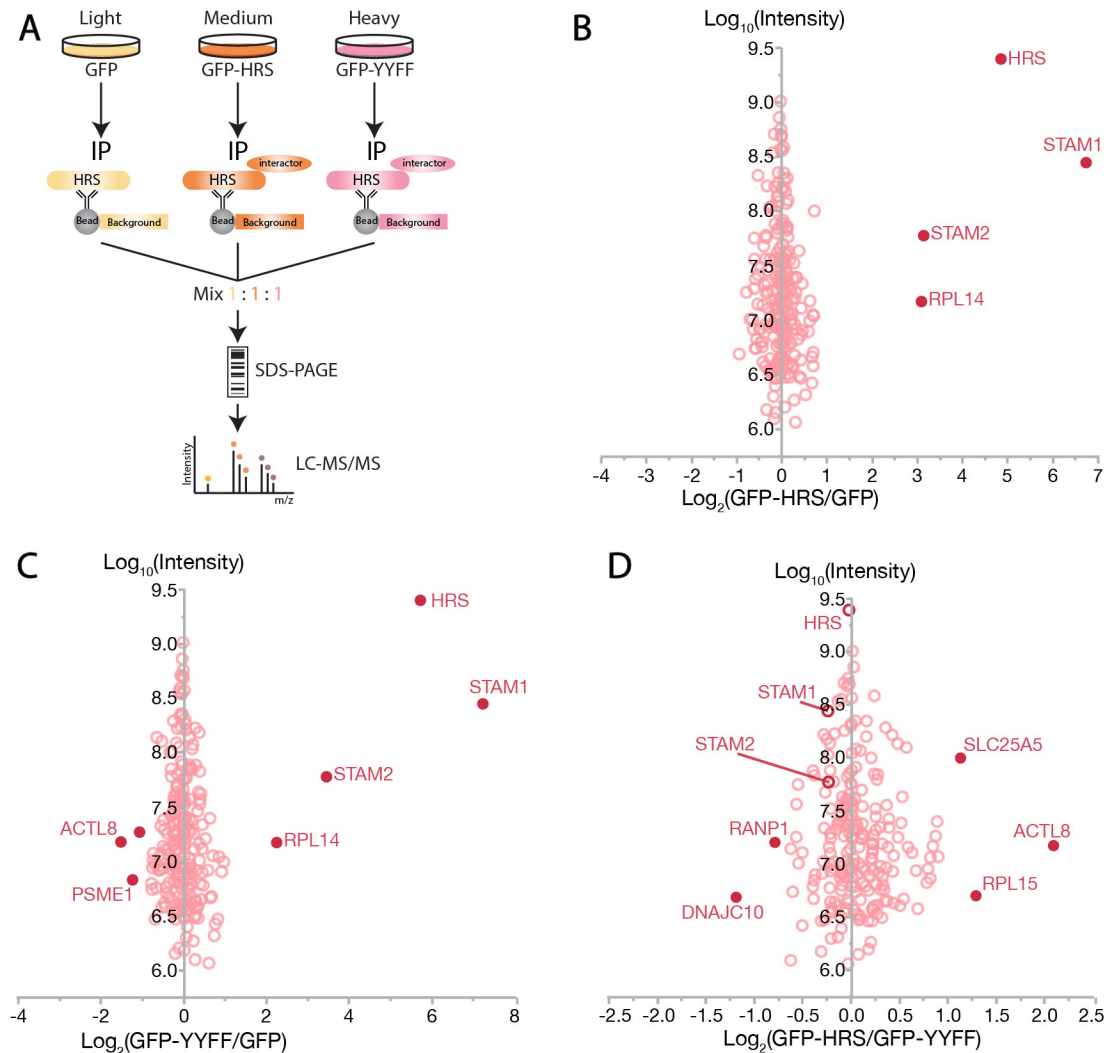 A
Light Medium Heavy
GFP GFP-HRS GFP-YYFF
IP IP IP
interactor interactor
HRS HRS HRS
Bead Background Bead Background Bead Background
Mix 1 : 1 : 1
SDS-PAGE
Intensity
LC-MS/MS
m/z
B
Log10(Intensity)
9.5
HRS
9.0
STAM1
8.5
8.0
STAM2
7.5
RPL14
7.0
6.5
6.0
-4 -3 -2 -1 0 1 2 3 4 5 6 7
Log2(GFP-HRS/GFP)
C
Log10(Intensity)
9.5
HRS
9.0
STAM1
8.5
8.0
STAM2
7.5
ACTL8
RPL14
7.0
PSME1
6.5
6.0
-4 -2 0 2 4 6 8
Log2(GFP-YYFF/GFP)
D
Log10(Intensity)
9.5
HRS
9.0
STAM1
8.5
STAM2
SLC25A5
8.0
7.5
RANP1
ACTL8
7.0
RPL15
DNAJC10
6.5
6.0
-2.5 -2.0 -1.5 -1.0 -0.5 0.0 0.5 1.0 1.5 2.0 2.5
Log2(GFP-HRS/GFP-YYFF)